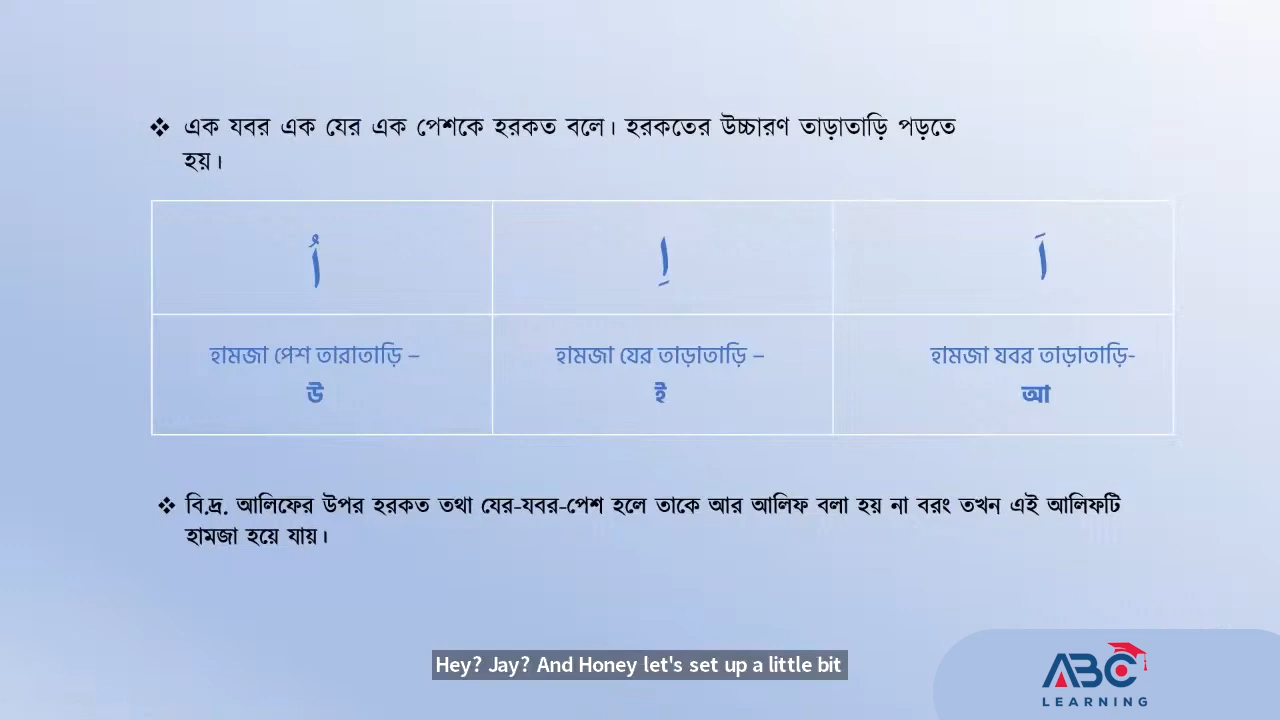 ❖ এক যবর এক যের এক পেশকে হরকত বলে। হরকতের উচ্চারণ তাড়াতাড়ি পড়তে
হয়।
اُ اِ اَ
হামজা পেশ তারাতাড়ি – হামজা যের তাড়াতাড়ি – হামজা যবর তাড়াতাড়ি-
উ ই আ
❖ বি.দ্র. আলিফের উপর হরকত তথা যের-যবর-পেশ হলে তাকে আর আলিফ বলা হয় না বরং তখন এই আলিফটি
হামজা হয়ে যায়।
Hey? Jay? And Honey let's set up a little bit
ABC
LEARNING